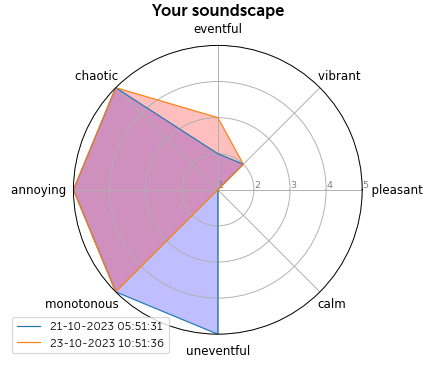 Your soundscape
eventful
chaotic
vibrant
annoying
1 2 3 4 5
pleasant
monotonous
calm
uneventful
21-10-2023 05:51:31
23-10-2023 10:51:36